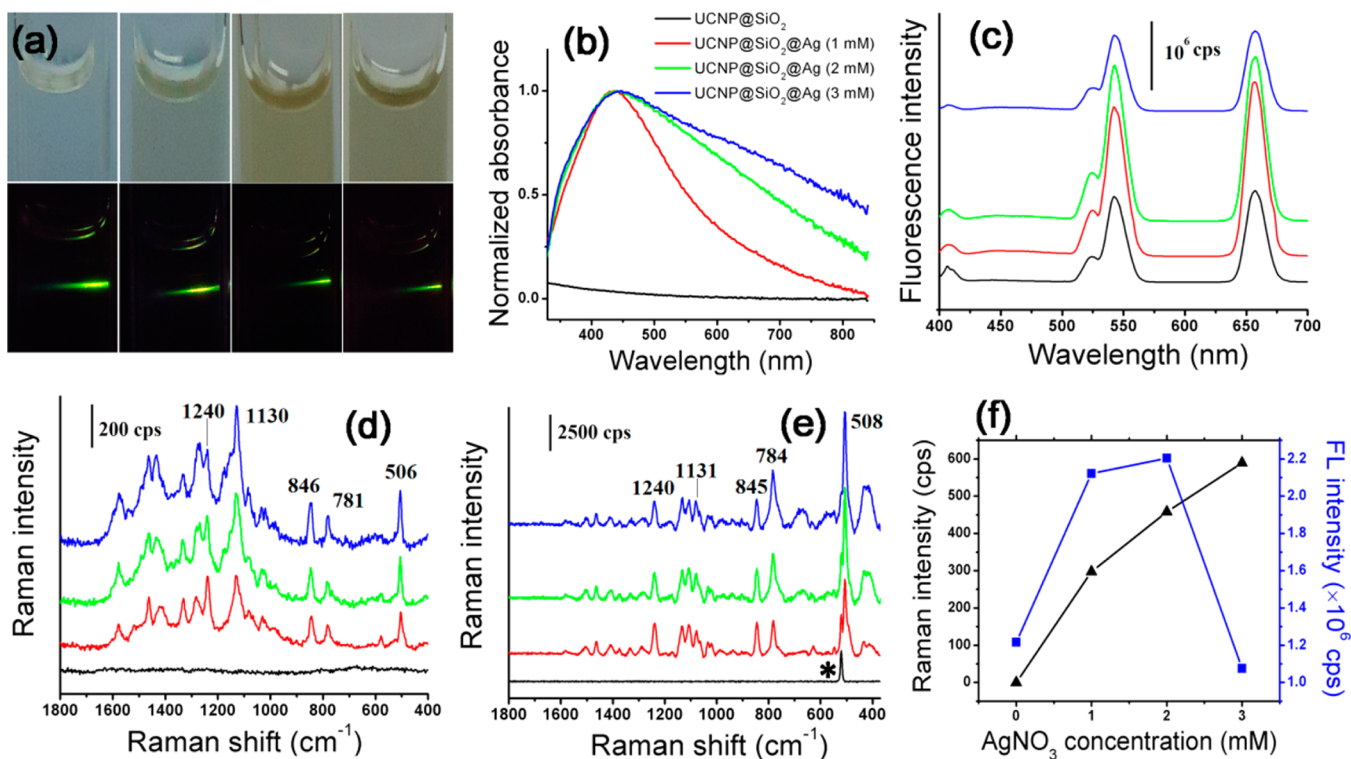 (a)
(b)
UCNP@SiO₂
UCNP@SiO₂@Ag (1 mM)
UCNP@SiO₂@Ag (2 mM)
UCNP@SiO₂@Ag (3 mM)
Normalized absorbance
1.0
0.5
0.0
400 500 600 700 800
Wavelength (nm)
(c)
10⁶ cps
Fluorescence intensity
400 450 500 550 600 650 700
Wavelength (nm)
(d)
200 cps
1240
1130
846
781
506
Raman intensity
1800 1600 1400 1200 1000 800 600 400
Raman shift (cm⁻¹)
(e)
2500 cps
1240
1131
845
784
508
*
Raman intensity
1800 1600 1400 1200 1000 800 600 400
Raman shift (cm⁻¹)
(f)
Raman intensity (cps)
600
500
400
300
200
100
0
FL intensity (×10⁶ cps)
2.2
2.0
1.8
1.6
1.4
1.2
1.0
0 1 2 3
AgNO₃ concentration (mM)